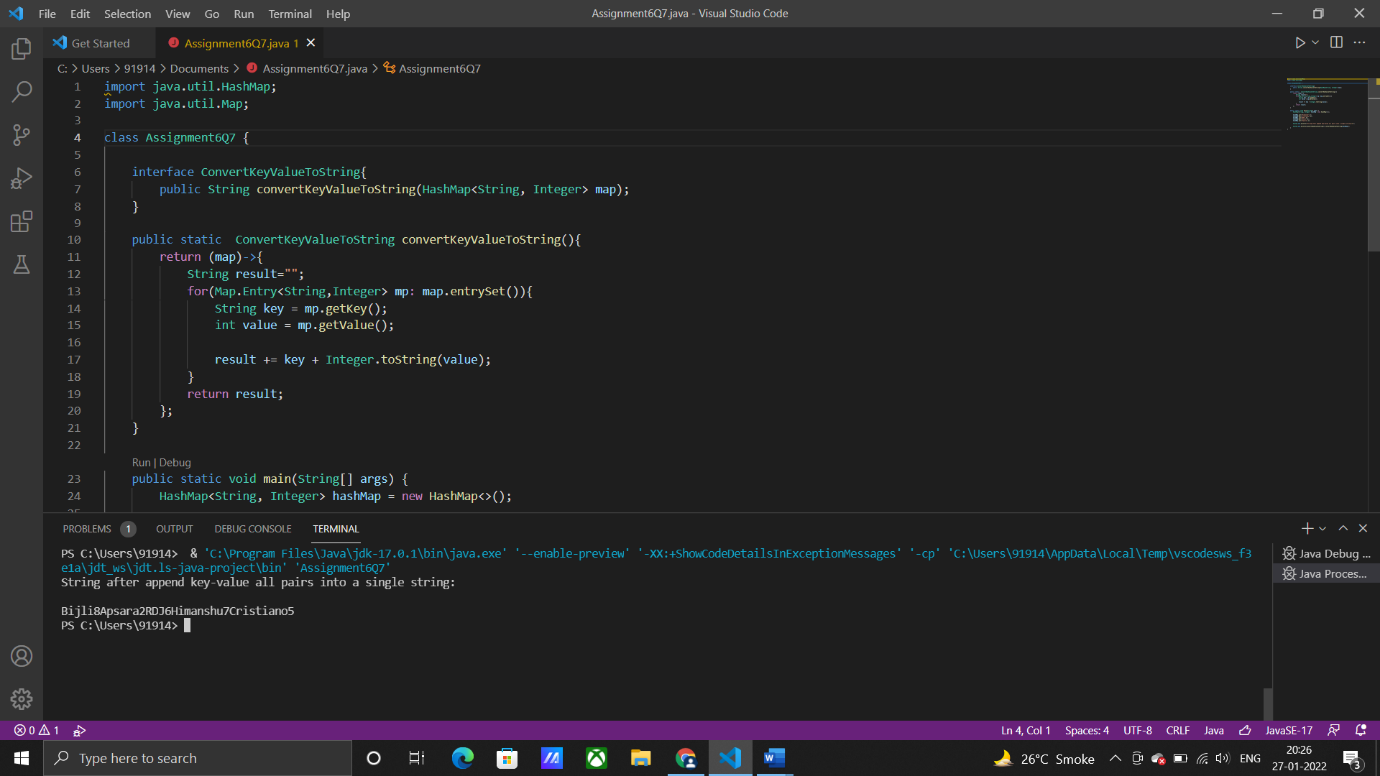 File Edit Selection View Go Run Terminal Help
Assignment6Q7.java - Visual Studio Code
Get Started
Assignment6Q7.java 1
C: > Users > 91914 > Documents > Assignment6Q7.java > Assignment6Q7
1 import java.util.HashMap;
2 import java.util.Map;
3
4 class Assignment6Q7 {
5
6 interface ConvertKeyValueToString{
7 public String convertKeyValueToString(HashMap<String, Integer> map);
8 }
9
10 public static  ConvertKeyValueToString convertKeyValueToString(){
11 return (map)->{
12 String result="";
13 for(Map.Entry<String,Integer> mp: map.entrySet()){
14 String key = mp.getKey();
15 int value = mp.getValue();
16
17 result += key + Integer.toString(value);
18 }
19 return result;
20 };
21 }
22
Run | Debug
23 public static void main(String[] args) {
24 HashMap<String, Integer> hashMap = new HashMap<>();
PROBLEMS 1 OUTPUT DEBUG CONSOLE TERMINAL
PS C:\Users\91914>  & 'C:\Program Files\Java\jdk-17.0.1\bin\java.exe' '--enable-preview' '-XX:+ShowCodeDetailsInExceptionMessages' '-cp' 'C:\Users\91914\AppData\Local\Temp\vscodesws_f3
e1a\jdt_ws\jdt.ls-java-project\bin' 'Assignment6Q7'
String after append key-value all pairs into a single string:
Bijli8Apsara2RDJ6Himanshu7Cristiano5
PS C:\Users\91914>
Java Debug ...
Java Proces...
0 1
Ln 4, Col 1 Spaces: 4 UTF-8 CRLF Java JavaSE-17
Type here to search
26°C Smoke
ENG
20:26
27-01-2022
3